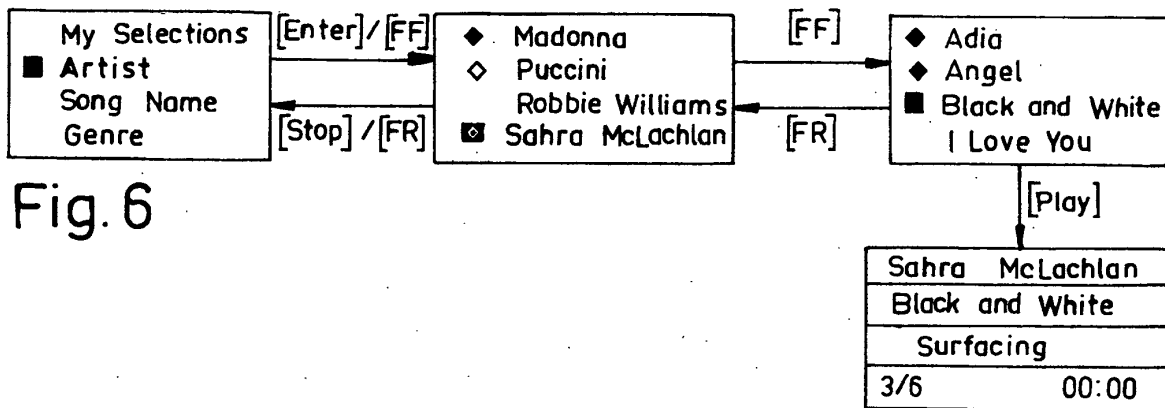 My Selections
Artist
Song Name
Genre
[Enter]/[FF]
[Stop]/[FR]
Madonna
Puccini
Robbie Williams
Sahra McLachlan
[FF]
[FR]
Adia
Angel
Black and White
I Love You
[Play]
Sahra McLachlan
Black and White
Surfacing
3/6 00:00
Fig. 6